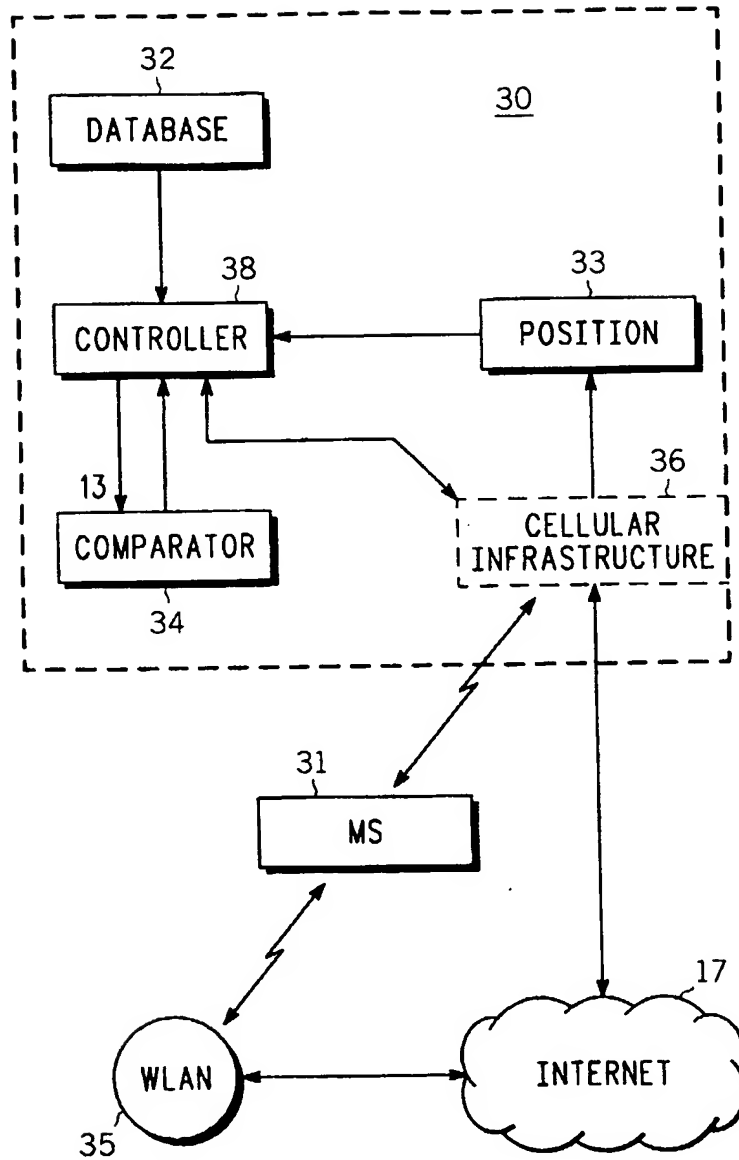 32
DATABASE
30
38
CONTROLLER
33
POSITION
13
COMPARATOR
34
36
CELLULAR
INFRASTRUCTURE
31
MS
17
WLAN
INTERNET
35